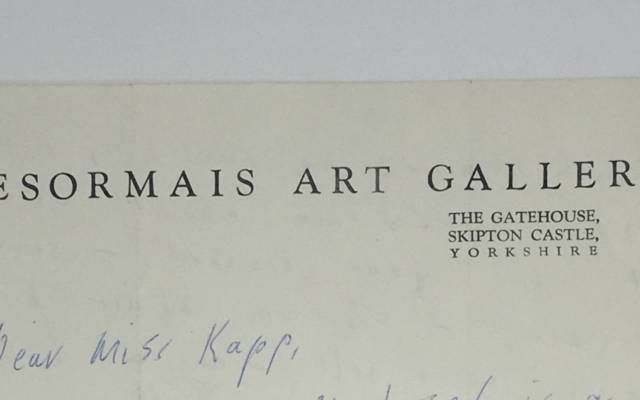 ESORMAIS ART GALLER
THE GATEHOUSE,
SKIPTON CASTLE,
YORKSHIRE
Dear Miss Kapp,